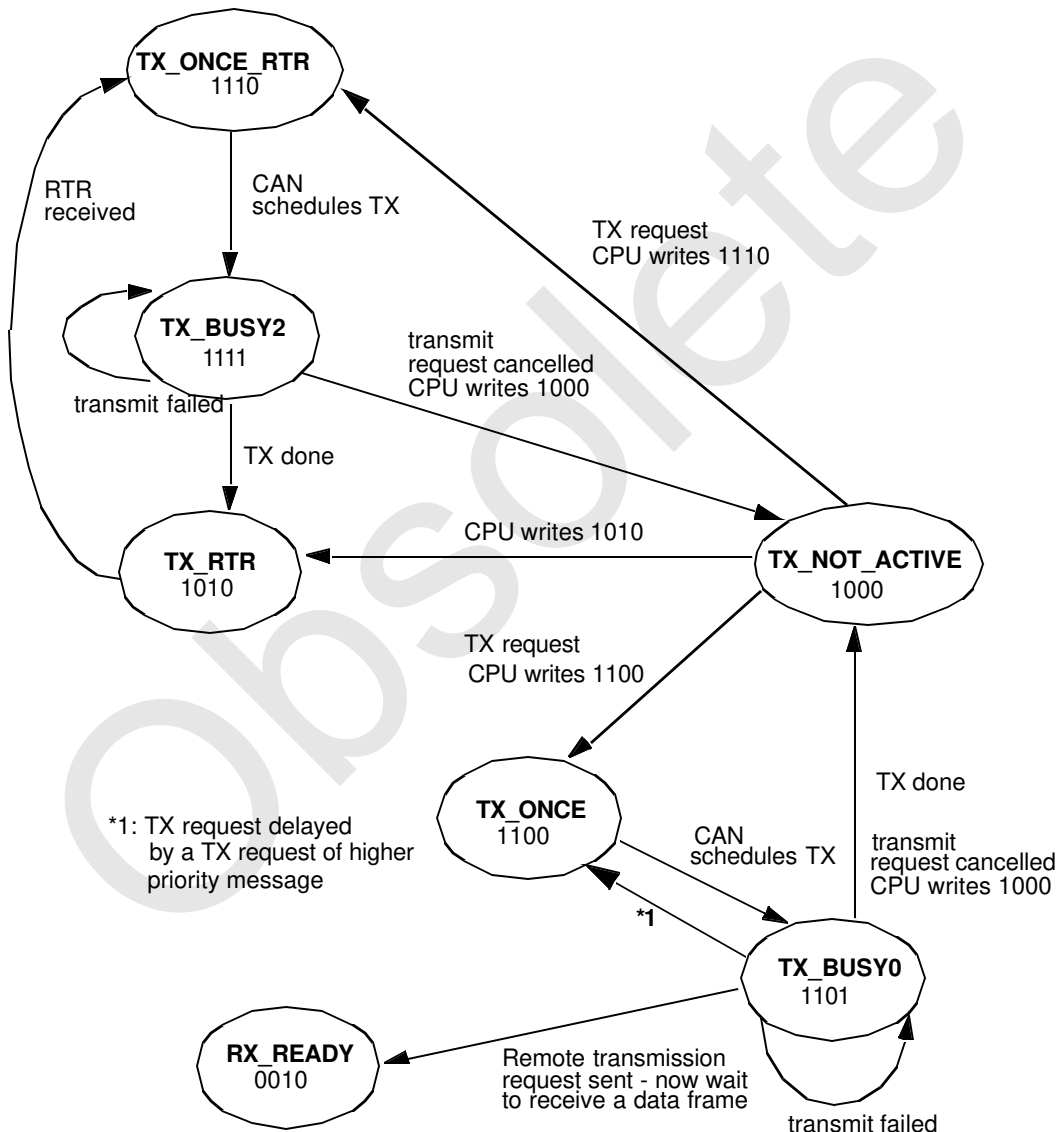 TX_ONCE_RTR
1110
RTR
received
CAN
schedules TX
TX request
CPU writes 1110
TX_BUSY2
1111
transmit
request cancelled
CPU writes 1000
transmit failed
TX done
CPU writes 1010
TX_RTR
1010
TX_NOT_ACTIVE
1000
TX request
CPU writes 1100
TX_ONCE
1100
TX done
*1: TX request delayed
by a TX request of higher
priority message
CAN
schedules TX
transmit
request cancelled
CPU writes 1000
*1
TX_BUSY0
1101
RX_READY
0010
Remote transmission
request sent - now wait
to receive a data frame
transmit failed
Obsolete